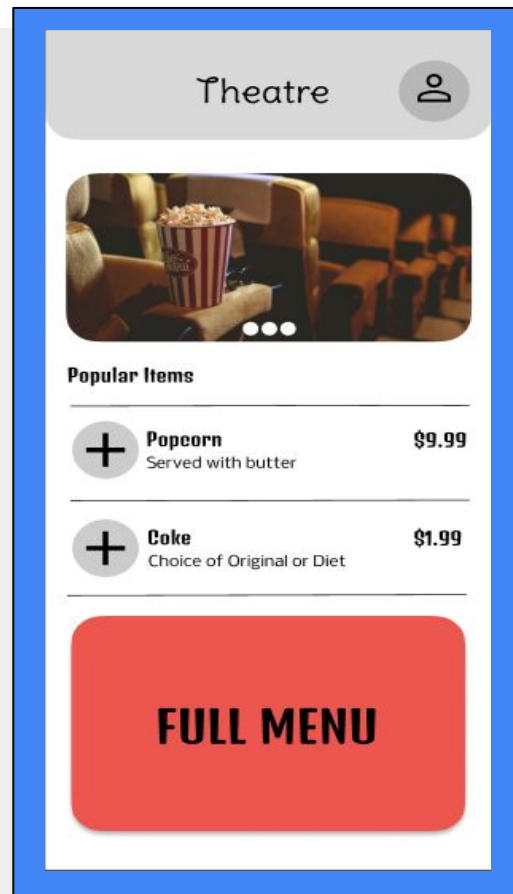 Theatre
Popular Items
Popcorn
$9.99
Served with butter
Coke
$1.99
Choice of Original or Diet
FULL MENU